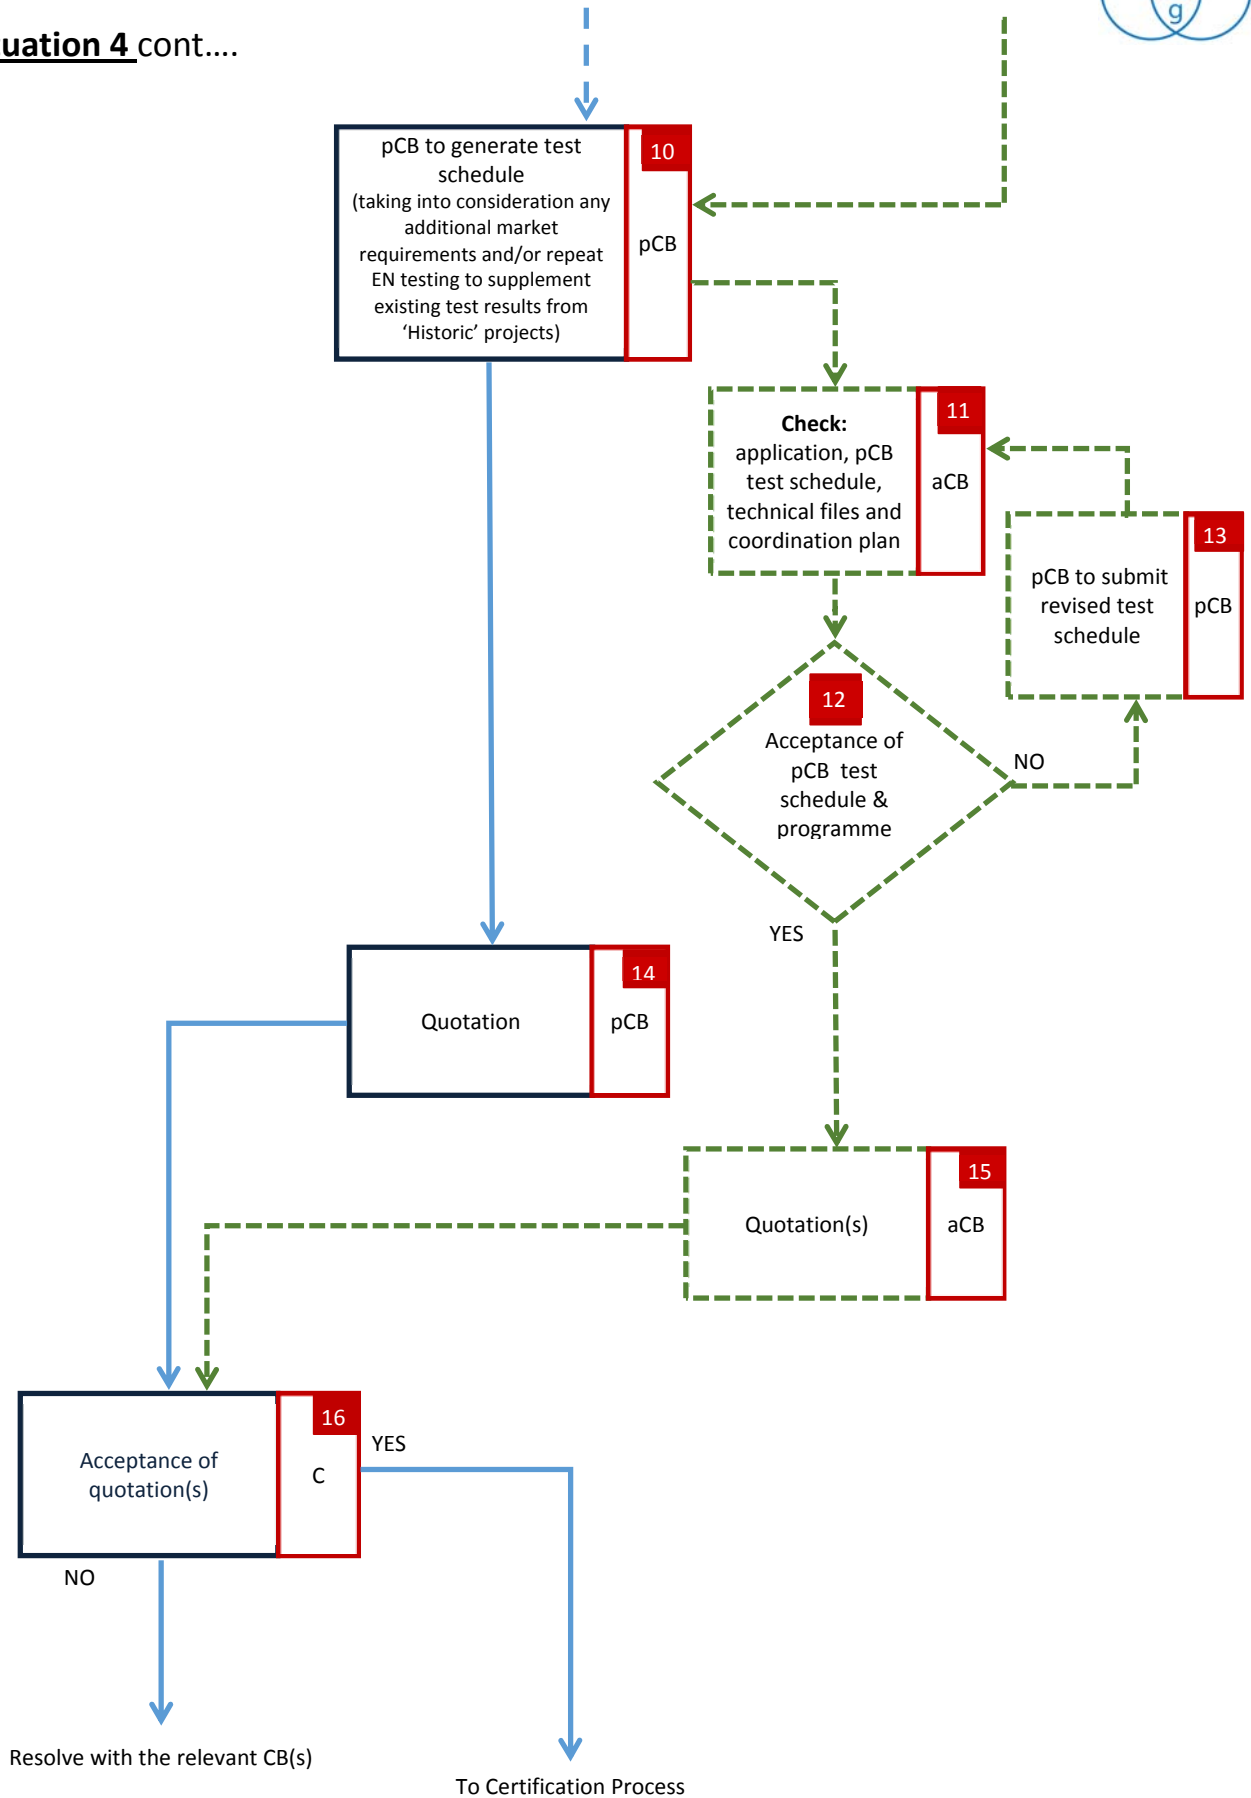 uation 4 cont....
g
pCB to generate test
schedule
(taking into consideration any
additional market
requirements and/or repeat
EN testing to supplement
existing test results from
‘Historic’ projects)
10
pCB
Check:
application, pCB
test schedule,
technical files and
coordination plan
11
aCB
pCB to submit
revised test
schedule
13
pCB
12
Acceptance of
pCB test
schedule &
programme
NO
YES
Quotation
14
pCB
Quotation(s)
15
aCB
Acceptance of
quotation(s)
16
C
YES
NO
Resolve with the relevant CB(s)
To Certification Process